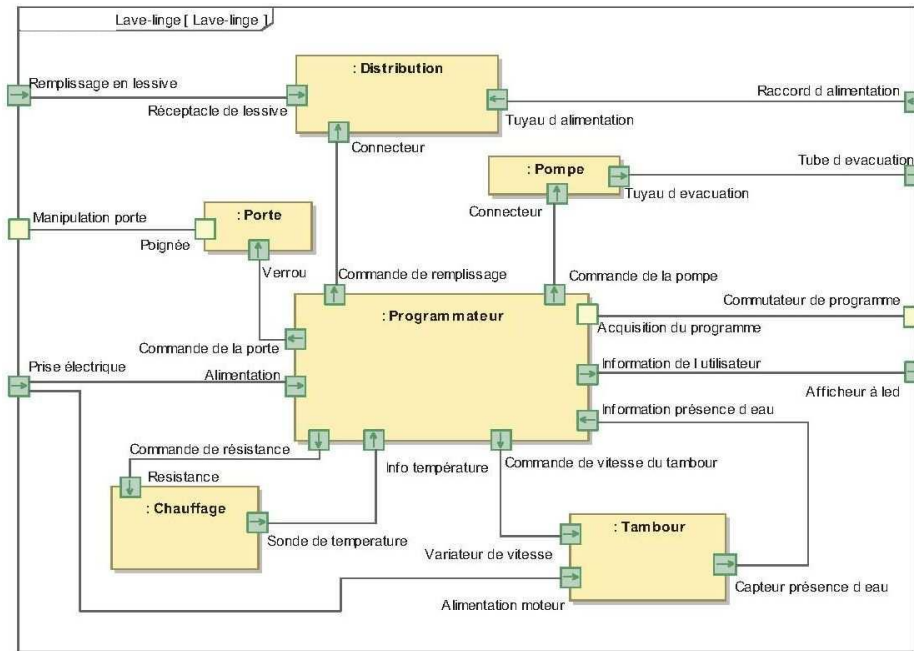 Lave-linge [ Lave-linge ]
: Distribution
Remplissage en lessive
Réceptacle de lessive
Raccord d alimentation
Tuyau d alimentation
Connecteur
: Pompe
Tube d evacuation
Tuyau d evacuation
Connecteur
Manipulation porte
: Porte
Poignée
Verrou
Commande de remplissage
Commande de la pompe
: Programmateur
Commutateur de programme
Acquisition du programme
Commande de la porte
Prise électrique
Alimentation
Information de l utilisateur
Afficheur à led
Information présence d eau
Commande de résistance
Info température
Commande de vitesse du tambour
Resistance
: Chauffage
Sonde de temperature
: Tambour
Variateur de vitesse
Capteur présence d eau
Alimentation moteur